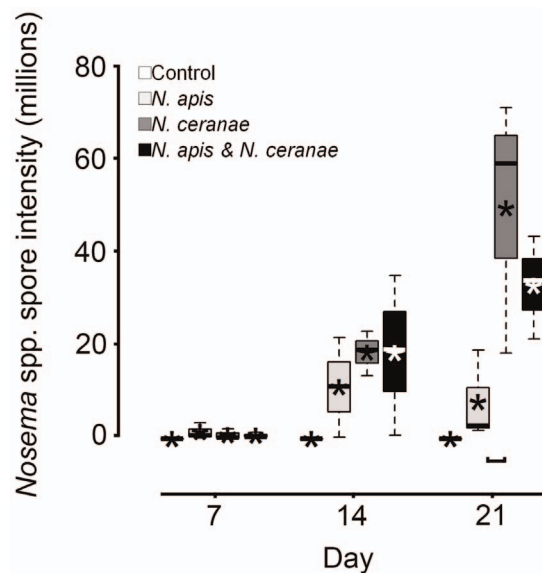 Nosema spp. spore intensity (millions)
80
60
40
20
0
Control
N. apis
N. ceranae
N. apis & N. ceranae
7 14 21
Day